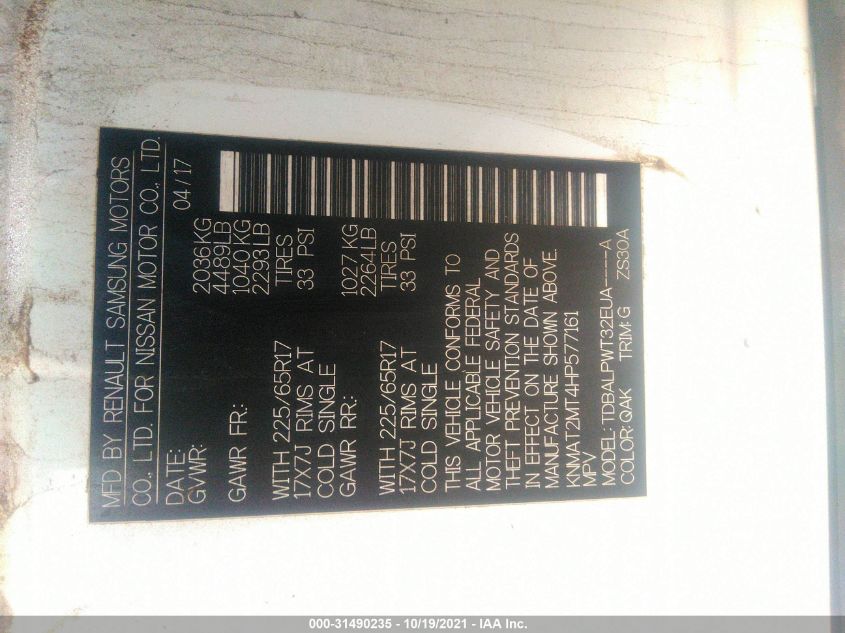 MFD BY RENAULT SAMSUNG MOTORS
CO., LTD. FOR NISSAN MOTOR CO., LTD.
DATE: 04/17
GVWR: 2036KG
4489LB
GAWR FR: 1040KG
2293LB
WITH 225/65R17 TIRES
17X7J RIMS AT 33 PSI
COLD SINGLE
GAWR RR: 1027KG
2264LB
WITH 225/65R17 TIRES
17X7J RIMS AT 33 PSI
COLD SINGLE
THIS VEHICLE CONFORMS TO
ALL APPLICABLE FEDERAL
MOTOR VEHICLE SAFETY AND
THEFT PREVENTION STANDARDS
IN EFFECT ON THE DATE OF
MANUFACTURE SHOWN ABOVE.
KNMAT2MT4HP577161
MPV
MODEL: TDBALPWT32EUA----A
COLOR: QAK TRIM: G ZS30A
000-31490235 - 10/19/2021 - IAA Inc.